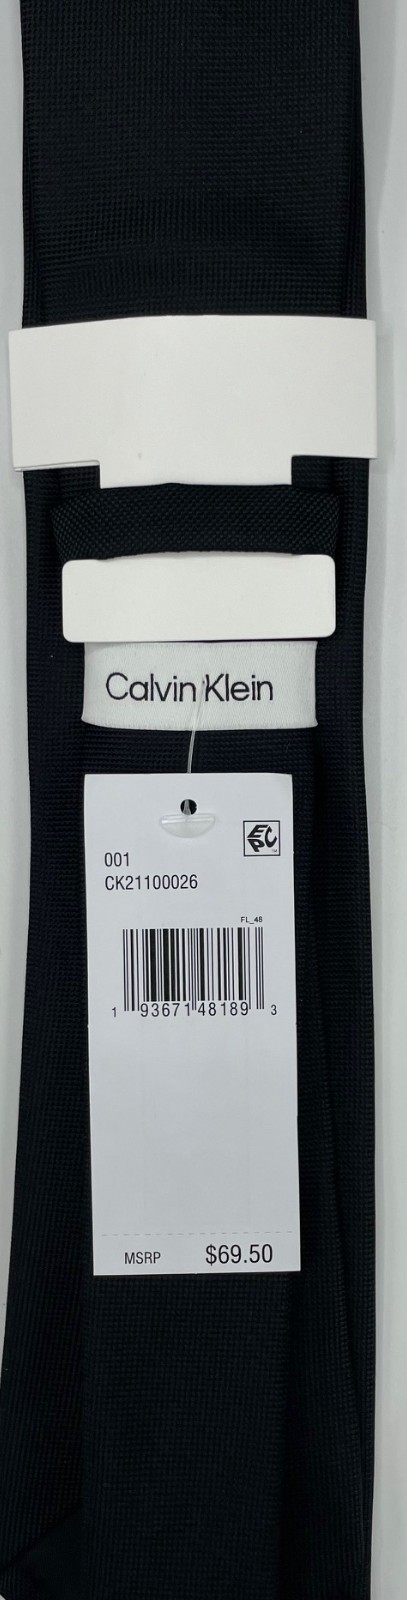 Calvin Klein
EPC
001
CK21100026
FL_48
1 93671 48189 3
MSRP $69.50